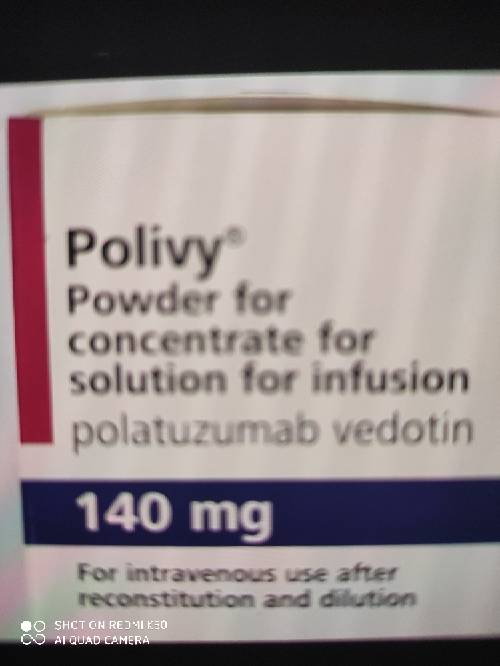 Polivy®
Powder for
concentrate for
solution for infusion
polatuzumab vedotin
140 mg
For intravenous use after
reconstitution and dilution
SHOT ON REDMI K30
AI QUAD CAMERA